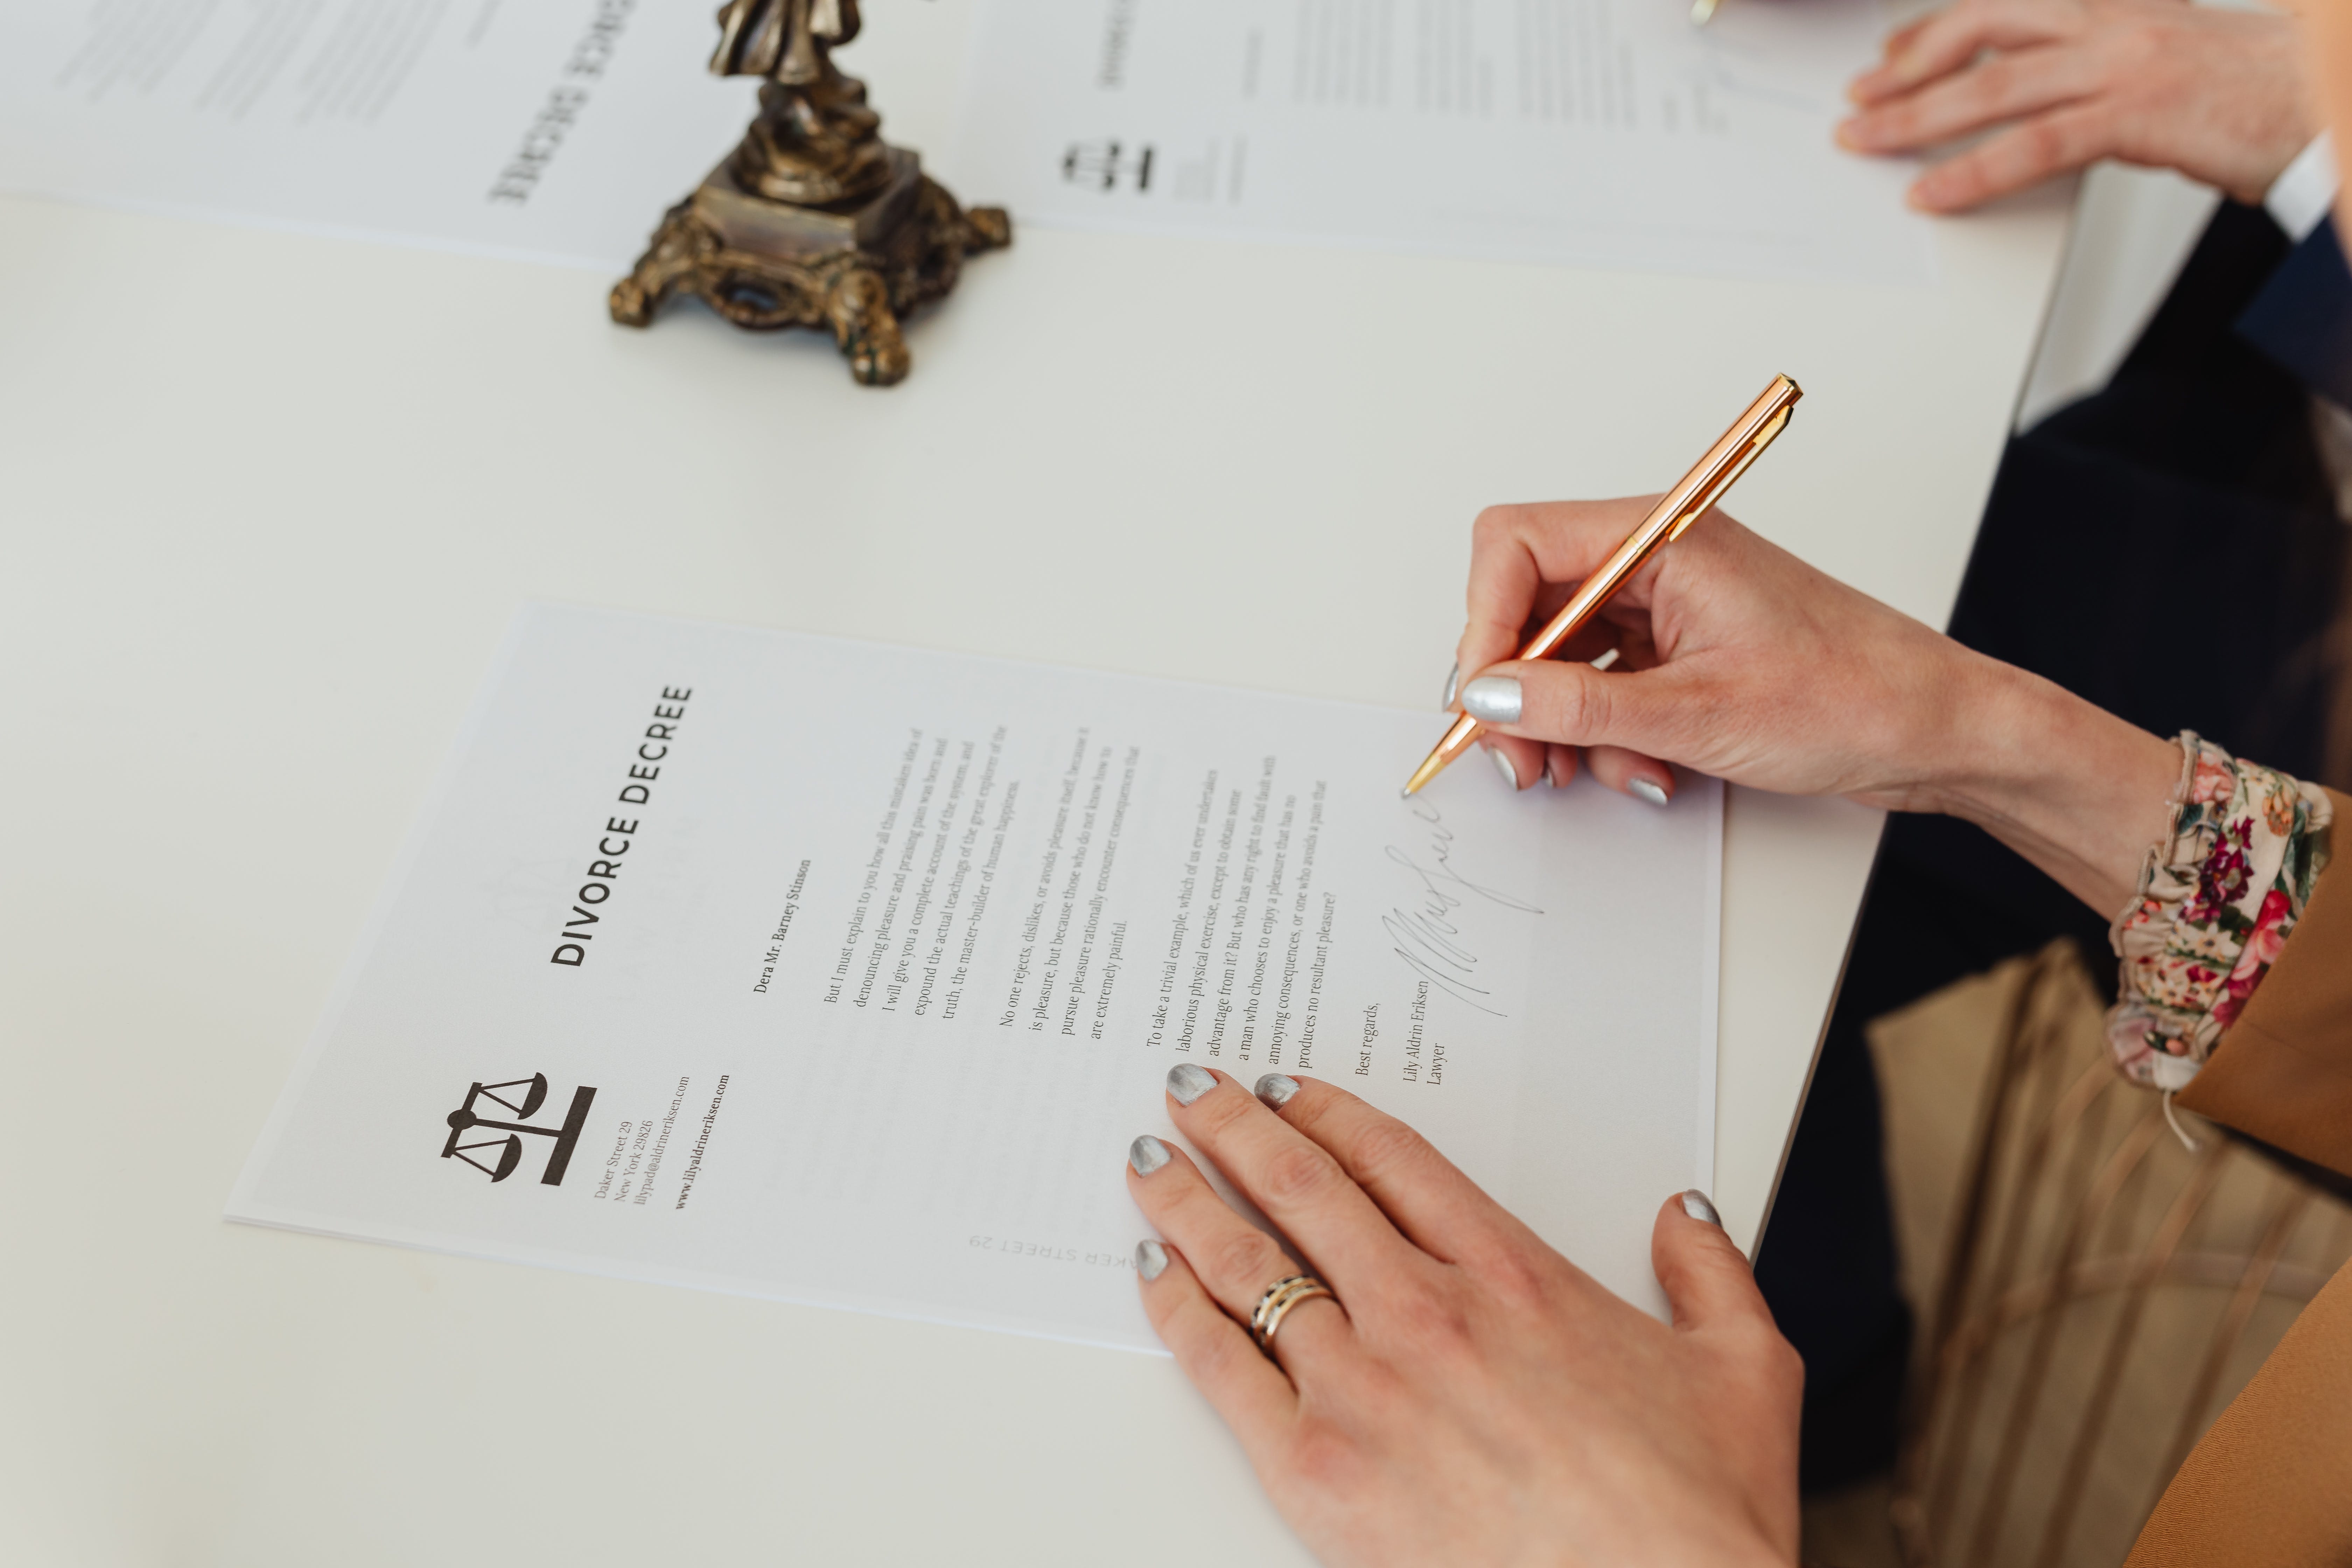 DIVORCE DECREE
Daker Street 29
New York 29826
lilypad@aldrineriksen.com
www.lilyaldrineriksen.com
Dera Mr. Barney Stinson
But I must explain to you how all this mistaken idea of
denouncing pleasure and praising pain was born and
I will give you a complete account of the system, and
expound the actual teachings of the great explorer of the
truth, the master-builder of human happiness.
No one rejects, dislikes, or avoids pleasure itself, because it
is pleasure, but because those who do not know how to
pursue pleasure rationally encounter consequences that
are extremely painful.
To take a trivial example, which of us ever undertakes
laborious physical exercise, except to obtain some
advantage from it? But who has any right to find fault with
a man who chooses to enjoy a pleasure that has no
annoying consequences, or one who avoids a pain that
produces no resultant pleasure?
Best regards,
Lily Aldrin Eriksen
Lawyer
AKER STREET 29
DECREE